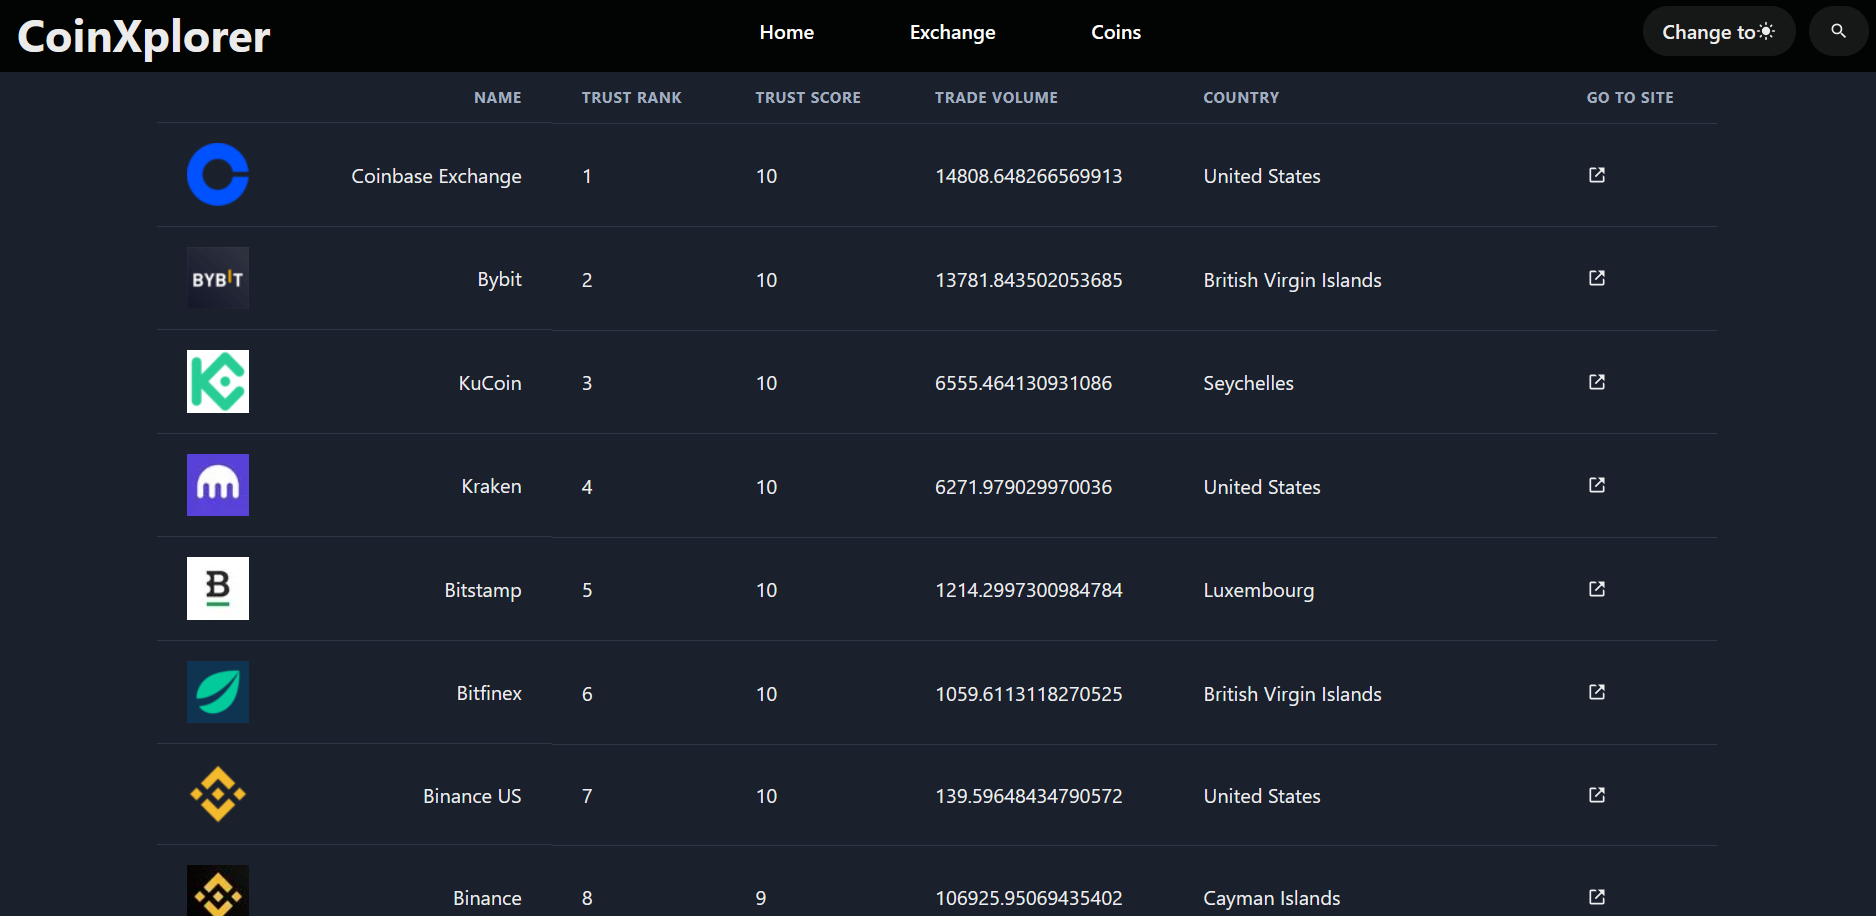 CoinXplorer Home Exchange Coins Change to
NAME TRUST RANK TRUST SCORE TRADE VOLUME COUNTRY GO TO SITE
Coinbase Exchange 1 10 14808.648266569913 United States
BYBIT Bybit 2 10 13781.843502053685 British Virgin Islands
KuCoin 3 10 6555.464130931086 Seychelles
Kraken 4 10 6271.979029970036 United States
B Bitstamp 5 10 1214.2997300984784 Luxembourg
Bitfinex 6 10 1059.6113118270525 British Virgin Islands
Binance US 7 10 139.59648434790572 United States
Binance 8 9 106925.95069435402 Cayman Islands